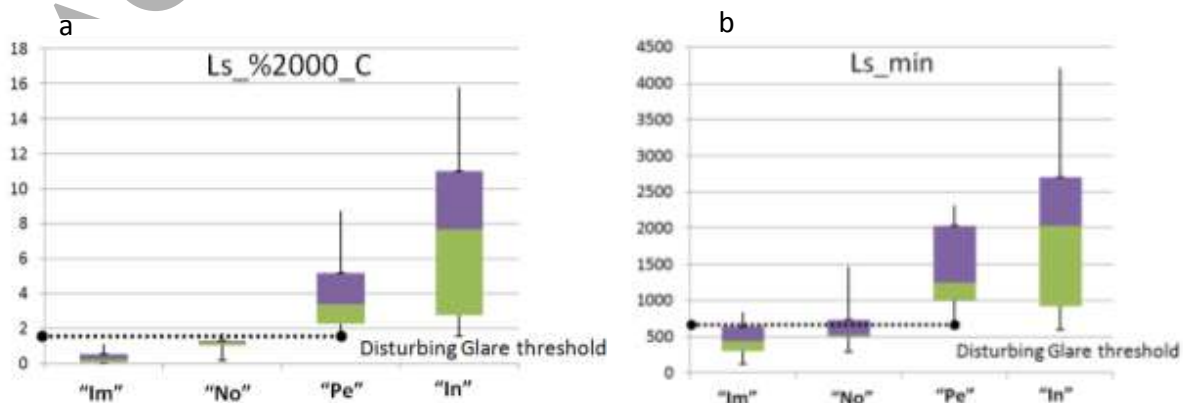 a
Ls_%2000_C
18
16
14
12
10
8
6
4
2
0
Disturbing Glare threshold
"Im" "No" "Pe" "In"
b
Ls_min
4500
4000
3500
3000
2500
2000
1500
1000
500
0
Disturbing Glare threshold
"Im" "No" "Pe" "In"